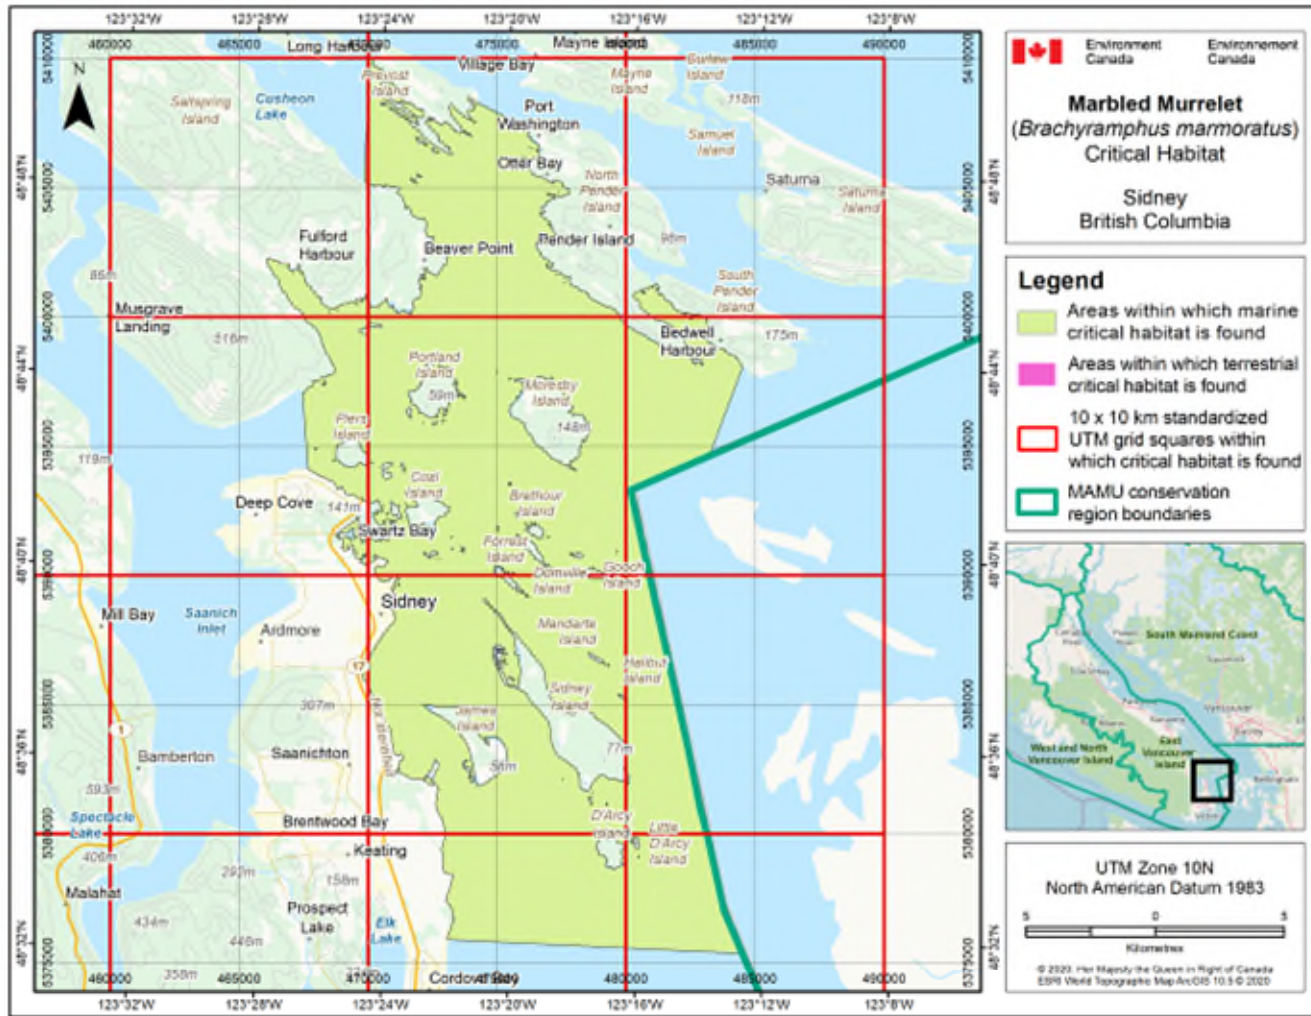 123°32'W 123°28'W 123°24'W 123°20'W 123°16'W 123°12'W 123°8'W
460000 465000 475000 485000 490000
Long Harbour
Mayne Island
Village Bay
5410000
N
Prevost
Island
Mayne
Island
118m
Saltspring
Island
Cusheon
Lake
Port
Washington
Samuel
Island
48°48'N
5405000
Otter Bay
North
Pender
Island
Saturna
Saturna
Island
Fulford
Harbour
Beaver Point
Pender Island
98m
South
Pender
Island
Musgrave
Landing
516m
5400000
Bedwell
Harbour
175m
48°44'N
Portland
Island
59m
Moresby
Island
148m
Piers
Island
5395000
119m
Coal
Island
Deep Cove
141m
Brethour
Island
Swartz Bay
Forrest
Island
48°40'N
5390000
Domville
Island
Gooch
Island
Mill Bay
Saanich
Inlet
Sidney
Ardmore
Mandarte
Island
17
Halibut
Island
Sidney
Island
5385000
307m
James
Island
1
Bamberton
Saanichton
77m
48°36'N
593m
Spectacle
Lake
Brentwood Bay
D'Arcy
Island
Little
D'Arcy
Island
5380000
406m
Keating
292m
158m
Malahat
434m
Prospect
Lake
446m
Elk
Lake
48°32'N
5375000
358m
Cordova Bay
460000 465000 470000 475000 480000 485000 490000
123°32'W 123°28'W 123°24'W 123°20'W 123°16'W 123°12'W 123°8'W
Environment
Canada
Environnement
Canada
Marbled Murrelet
(Brachyramphus marmoratus)
Critical Habitat
Sidney
British Columbia
Legend
Areas within which marine
critical habitat is found
Areas within which terrestrial
critical habitat is found
10 x 10 km standardized
UTM grid squares within
which critical habitat is found
MAMU conservation
region boundaries
South Mainland Coast
Vancouver
West and North
Vancouver Island
East
Vancouver
Island
UTM Zone 10N
North American Datum 1983
5 0 5
Kilometres
© 2020. Her Majesty the Queen in Right of Canada
ESRI World Topographic Map ArcGIS 10.5 © 2020